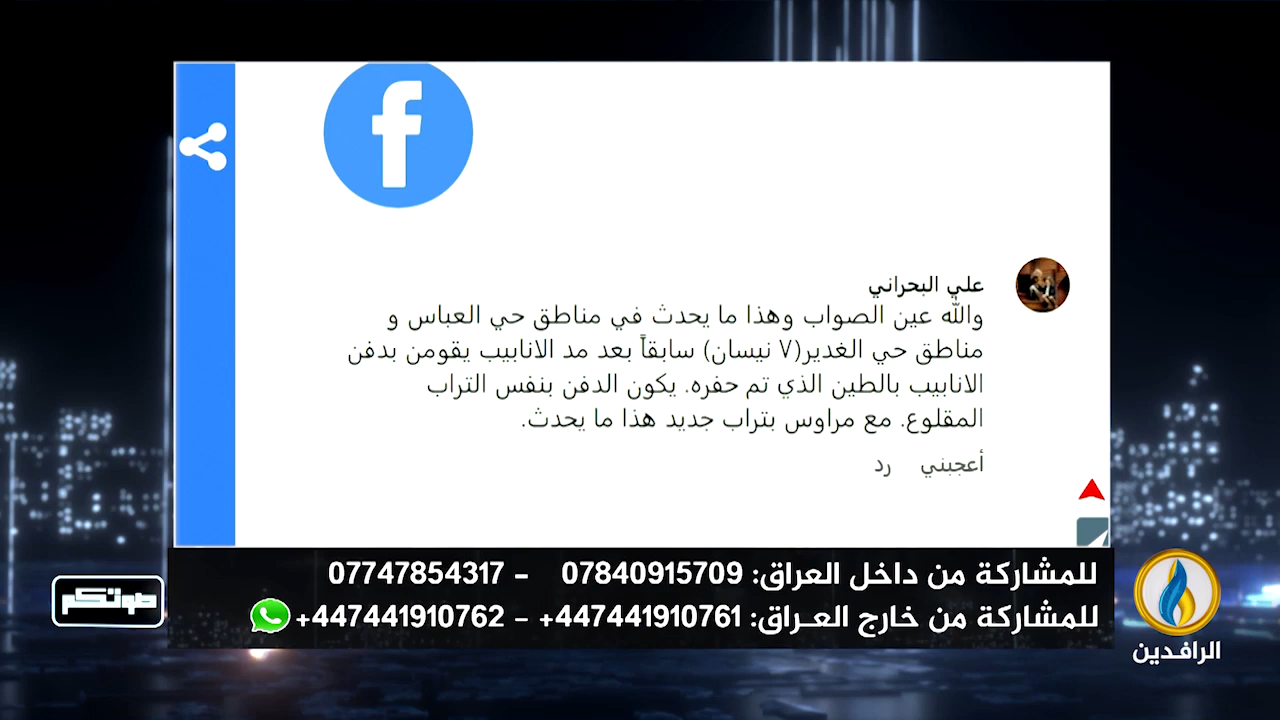 f
علي البحراني
والله عين الصواب وهذا ما يحدث في مناطق حي العباس و
مناطق حي الغدير(٧ نيسان) سابقاً بعد مد الانابيب يقومن بدفن
الانابيب بالطين الذي تم حفره. يكون الدفن بنفس التراب
المقلوع. مع مراوس بتراب جديد هذا ما يحدث.
أعجبني رد
للمشاركة من داخل العراق: 07840915709 - 07747854317
للمشاركة من خارج العـراق: 447441910761+ - 447441910762+
صوتكم
الرافـدين